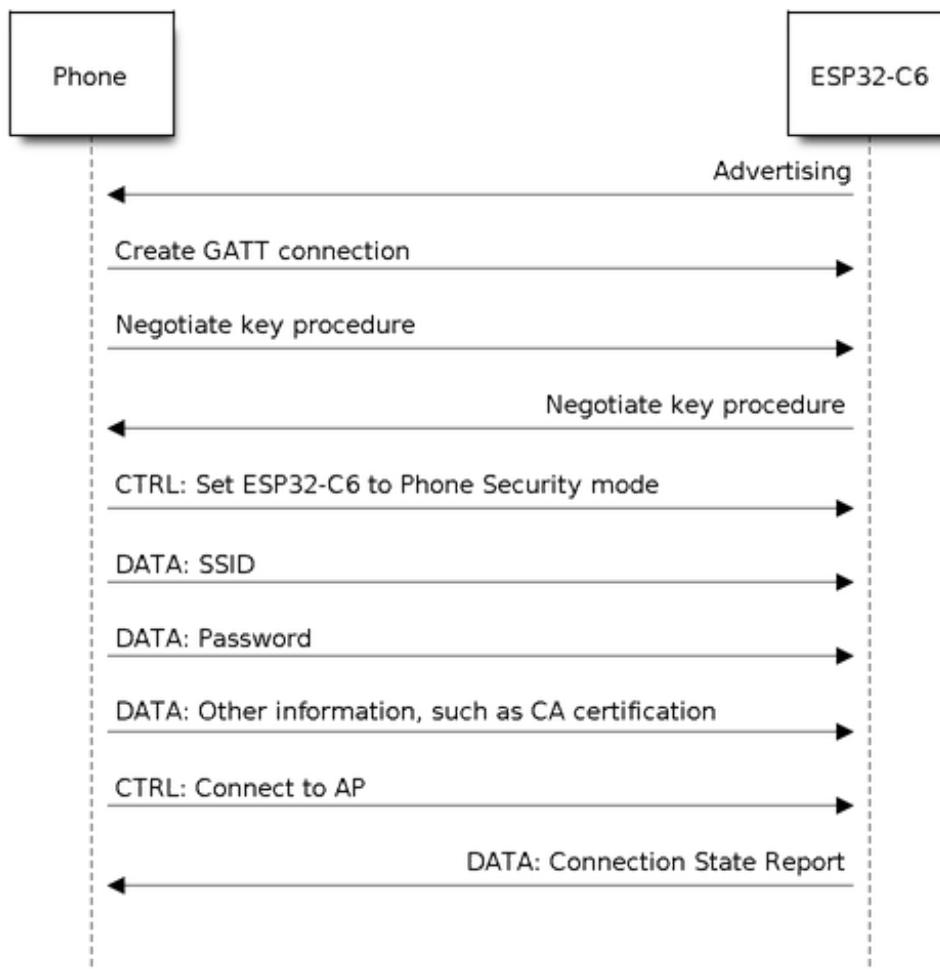 Phone
ESP32-C6
Advertising
Create GATT connection
Negotiate key procedure
Negotiate key procedure
CTRL: Set ESP32-C6 to Phone Security mode
DATA: SSID
DATA: Password
DATA: Other information, such as CA certification
CTRL: Connect to AP
DATA: Connection State Report